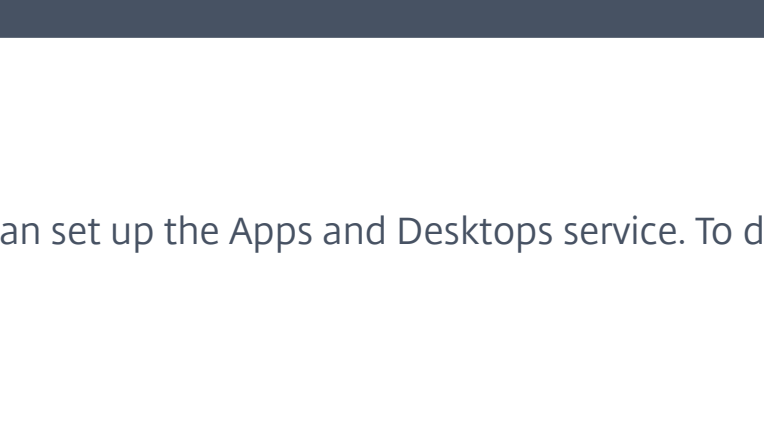 an set up the Apps and Desktops service. To d